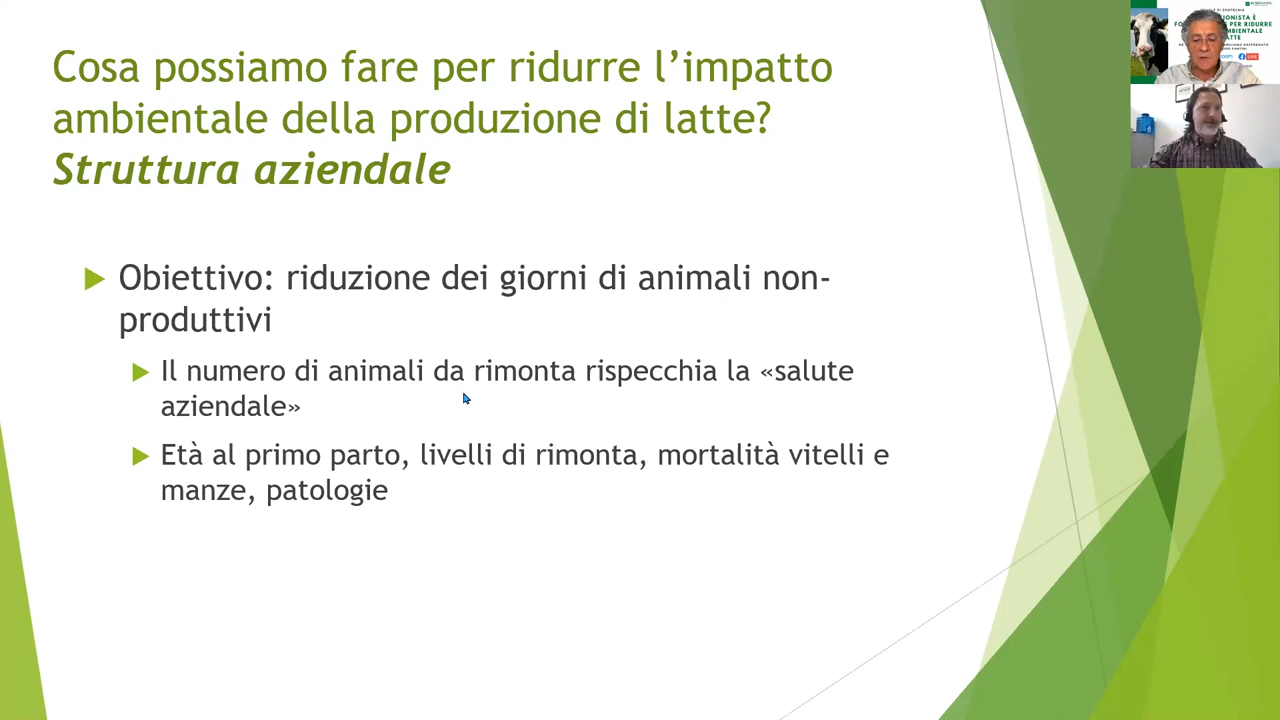 Cosa possiamo fare per ridurre l’impatto
ambientale della produzione di latte?
Struttura aziendale
Obiettivo: riduzione dei giorni di animali non-
produttivi
Il numero di animali da rimonta rispecchia la «salute
aziendale»
Età al primo parto, livelli di rimonta, mortalità vitelli e
manze, patologie